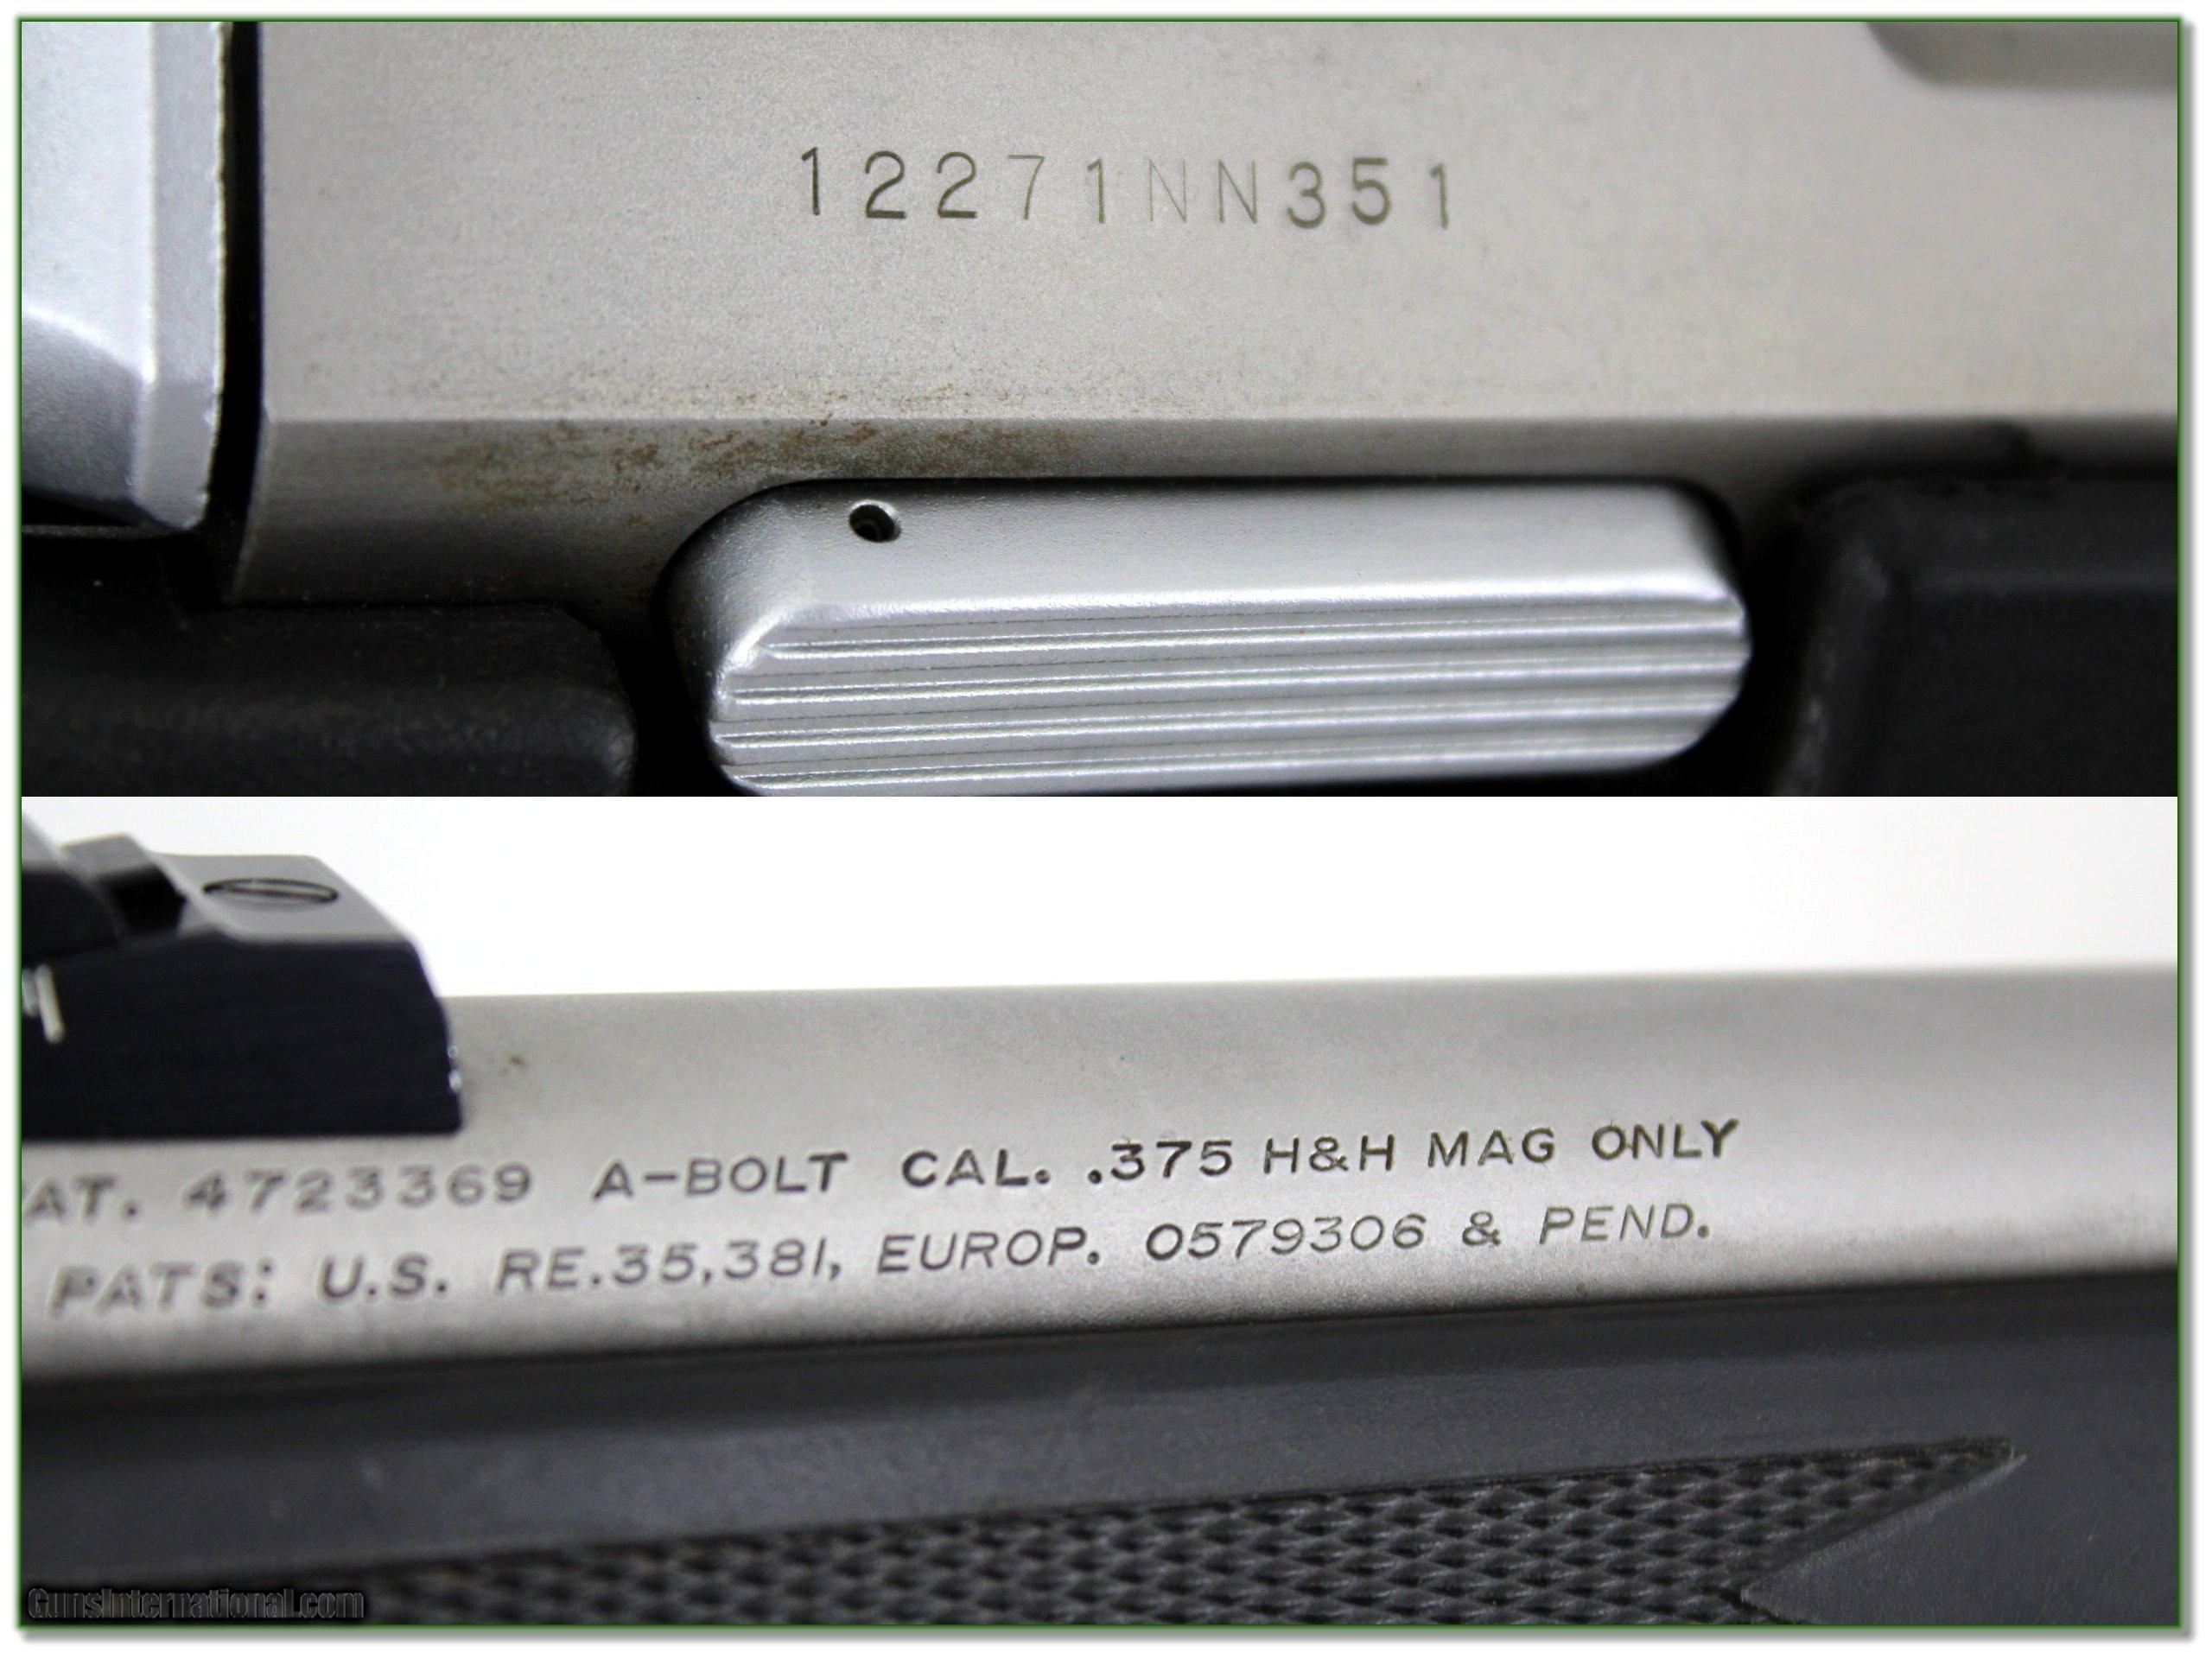 12271NN351
AT. 4723369 A-BOLT CAL. .375 H&H MAG ONLY
PATS: U.S. RE.35,381, EUROP. 0579306 & PEND.
GunsInternational.com